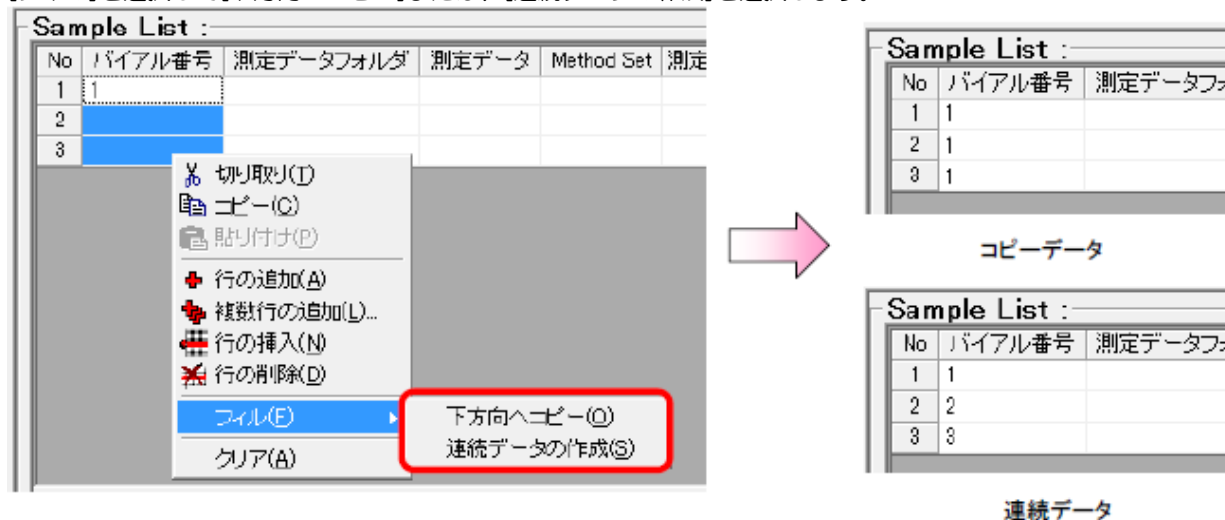 Sample List :
No バイアル番号 測定データフォルダ 測定データ Method Set 測定
1 1
2
3
切り取り(T)
コピー(C)
貼り付け(P)
行の追加(A)
複数行の追加(L)...
行の挿入(N)
行の削除(D)
フィル(F)
クリア(A)
下方向へコピー(O)
連続データの作成(S)
Sample List :
No バイアル番号 測定データフォ
1 1
2 1
3 1
コピーデータ
Sample List :
No バイアル番号 測定データフォ
1 1
2 2
3 3
連続データ